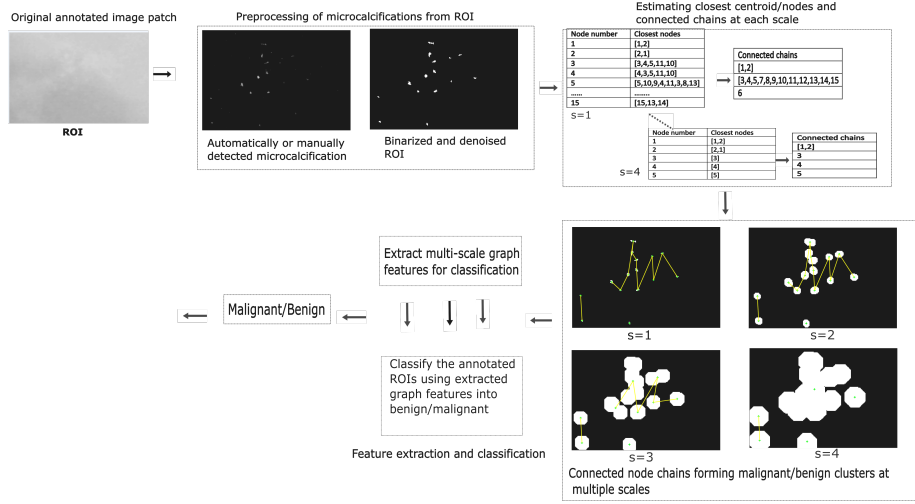 Original annotated image patch
ROI
Preprocessing of microcalcifications from ROI
Automatically or manually
detected microcalcification
Binarized and denoised
ROI
Estimating closest centroid/nodes and
connected chains at each scale
Node number Closest nodes
1 [1,2]
2 [2,1]
3 [3,4,5,11,10]
4 [4,3,5,11,10]
5 [5,10,9,4,11,3,8,13]
...... ........
15 [15,13,14]
s=1
Connected chains
[1,2]
[3,4,5,7,8,9,10,11,12,13,14,15
6
Node number Closest nodes
1 [1,2]
2 [2,1]
3 [3]
4 [4]
5 [5]
s=4
Connected chains
[1,2]
3
4
5
s=1
s=2
s=3
s=4
Connected node chains forming malignant/benign clusters at
multiple scales
Extract multi-scale graph
features for classification
Classify the annotated
ROIs using extracted
graph features into
benign/malignant
Feature extraction and classification
Malignant/Benign